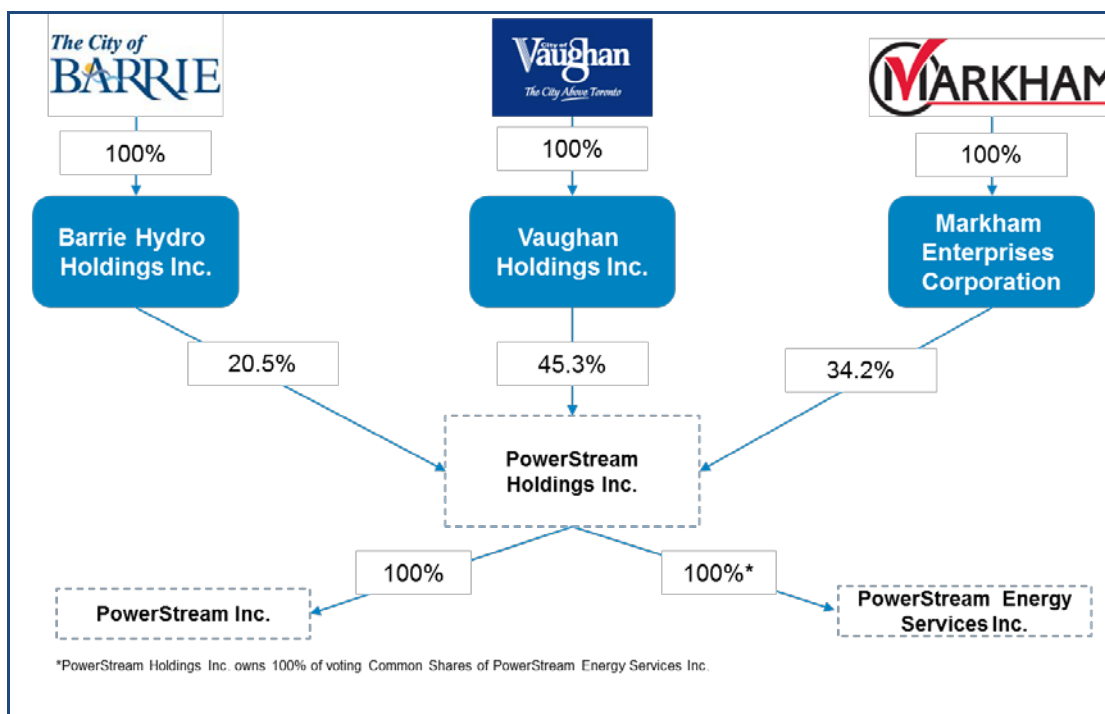 The City of
BARRIE
City of
Vaughan
The City Above Toronto
MARKHAM
100%
100%
100%
Barrie Hydro
Holdings Inc.
Vaughan
Holdings Inc.
Markham
Enterprises
Corporation
20.5%
45.3%
34.2%
PowerStream
Holdings Inc.
100%
100%*
PowerStream Inc.
PowerStream Energy
Services Inc.
*PowerStream Holdings Inc. owns 100% of voting Common Shares of PowerStream Energy Services Inc.